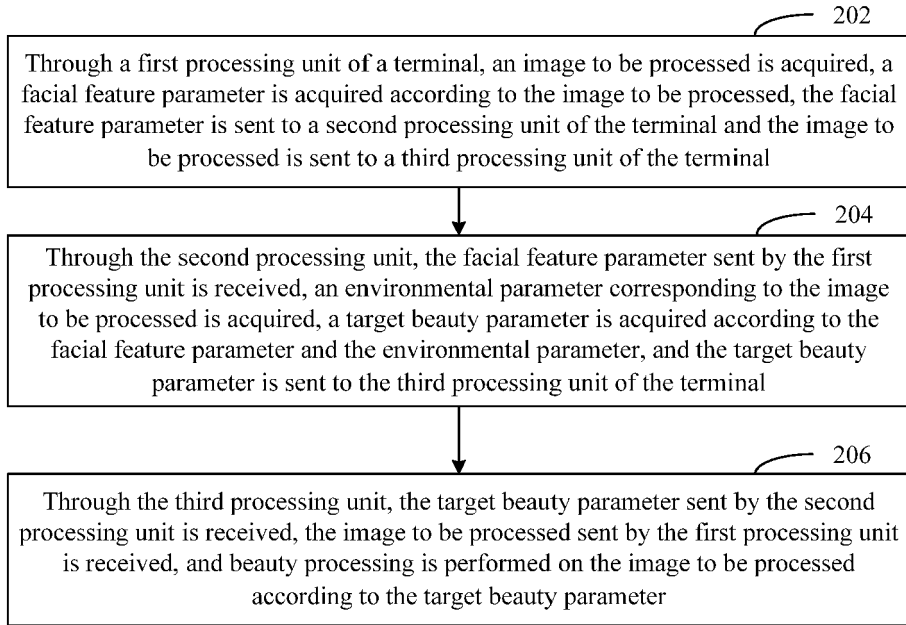 202
Through a first processing unit of a terminal, an image to be processed is acquired, a
facial feature parameter is acquired according to the image to be processed, the facial
feature parameter is sent to a second processing unit of the terminal and the image to
be processed is sent to a third processing unit of the terminal
204
Through the second processing unit, the facial feature parameter sent by the first
processing unit is received, an environmental parameter corresponding to the image
to be processed is acquired, a target beauty parameter is acquired according to the
facial feature parameter and the environmental parameter, and the target beauty
parameter is sent to the third processing unit of the terminal
206
Through the third processing unit, the target beauty parameter sent by the second
processing unit is received, the image to be processed sent by the first processing unit
is received, and beauty processing is performed on the image to be processed
according to the target beauty parameter